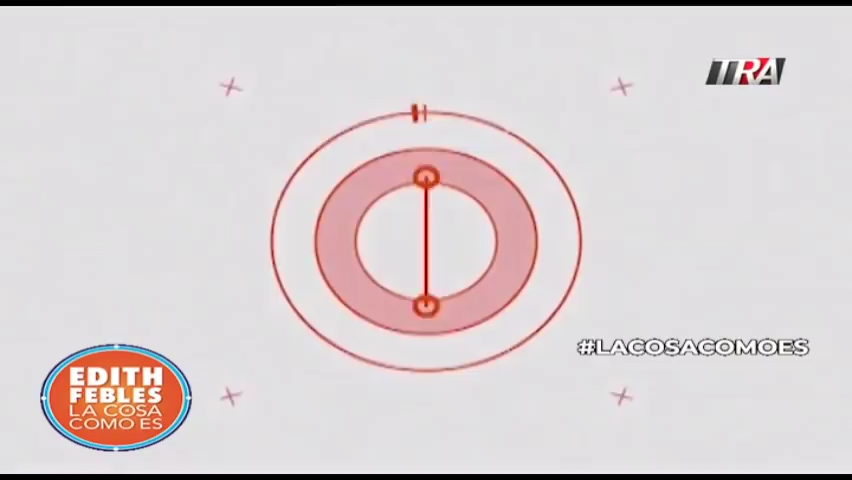 TRA
#LACOSACOMOES
EDITH
FEBLES
LA COSA
COMO ES